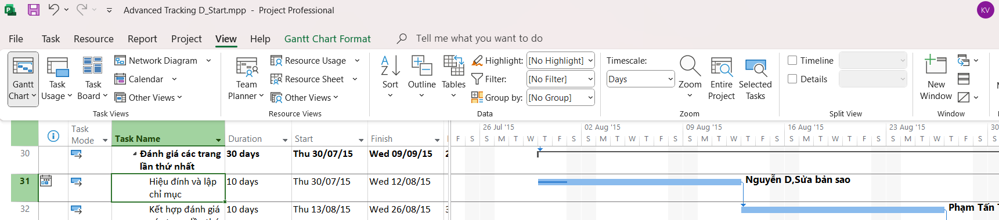 Advanced Tracking D_Start.mpp - Project Professional
KV
File Task Resource Report Project View Help Gantt Chart Format Tell me what you want to do
Gantt Chart
Task Usage
Task Board
Network Diagram
Calendar
Other Views
Task Views
Team Planner
Resource Usage
Resource Sheet
Other Views
Resource Views
Sort
Outline
Tables
Highlight: [No Highlight]
Filter: [No Filter]
Group by: [No Group]
Data
Timescale:
Days
Zoom
Entire Project
Selected Tasks
Zoom
Timeline
Details
Split View
New Window
Window
Task Mode
Task Name
Duration
Start
Finish
26 Jul '15 02 Aug '15 09 Aug '15 16 Aug '15 23 Aug '15 30
F S S M T W T F S S M T W T F S S M T W T F S S M T W T F S S M T W T F S S M
30 Đánh giá các trang lần thứ nhất 30 days Thu 30/07/15 Wed 09/09/15 2
31 Hiệu đính và lập chỉ mục 10 days Thu 30/07/15 Wed 12/08/15
Nguyễn D,Sửa bản sao
32 Kết hợp đánh giá 10 days Thu 13/08/15 Wed 26/08/15 3
Phạm Tấn